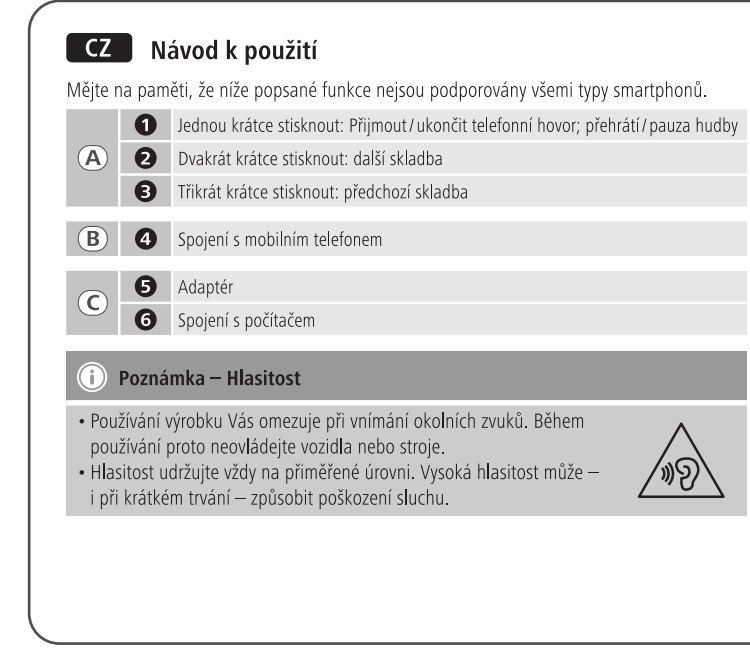 CZ Návod k použití
Mějte na paměti, že níže popsané funkce nejsou podporovány všemi typy smartphonů.
A 1 Jednou krátce stisknout: Přijmout / ukončit telefonní hovor; přehrátí / pauza hudby
2 Dvakrát krátce stisknout: další skladba
3 Třikrát krátce stisknout: předchozí skladba
B 4 Spojení s mobilním telefonem
C 5 Adaptér
6 Spojení s počítačem
i Poznámka – Hlasitost
• Používání výrobku Vás omezuje při vnímání okolních zvuků. Během
používání proto neovládejte vozidla nebo stroje.
• Hlasitost udržujte vždy na přiměřené úrovni. Vysoká hlasitost může –
i při krátkém trvání – způsobit poškození sluchu.